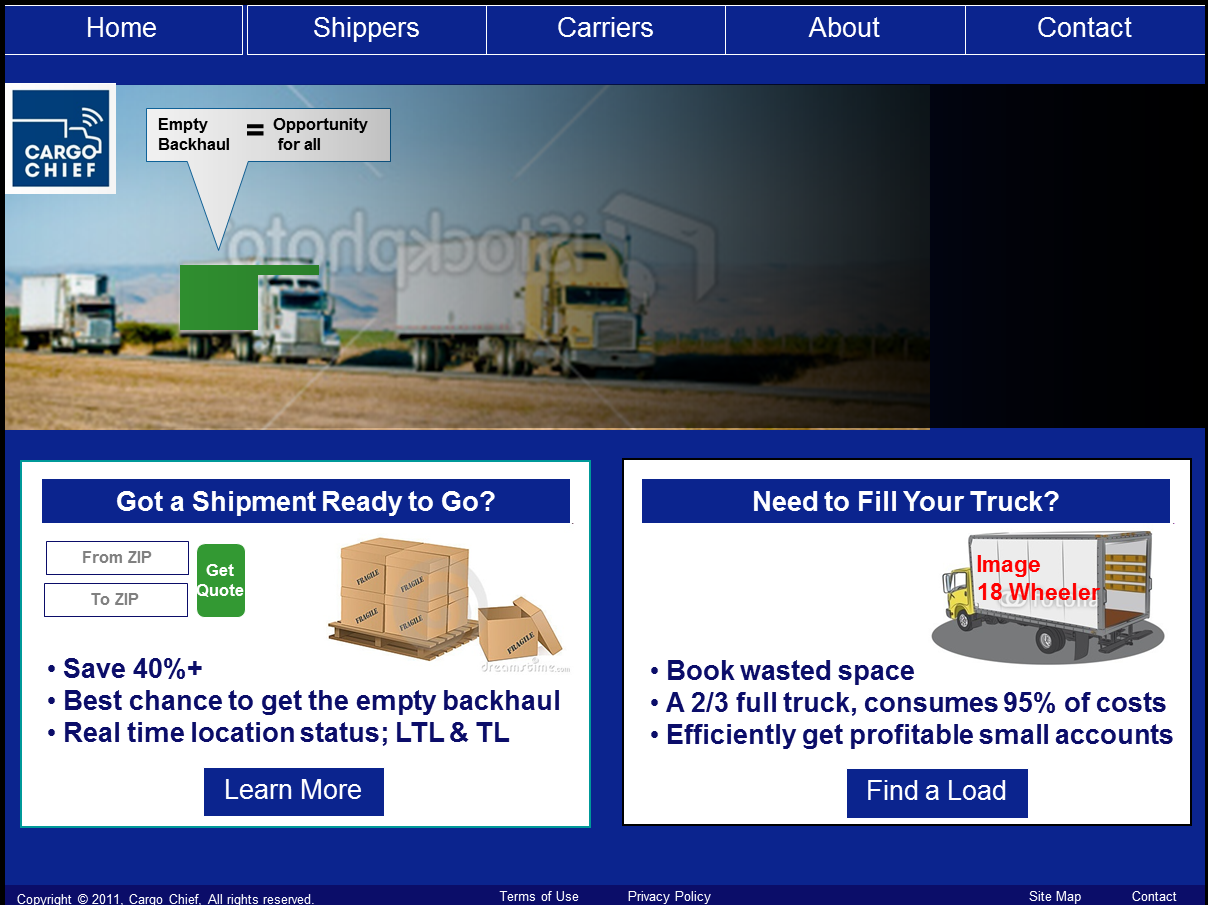 Home
Shippers
Carriers
About
Contact
CARGO
CHIEF
Empty
Backhaul
=
Opportunity
for all
iStockphoto
Got a Shipment Ready to Go?
From ZIP
To ZIP
Get
Quote
FRAGILE
FRAGILE
FRAGILE
FRAGILE
FRAGILE
dreamstime.com
• Save 40%+
• Best chance to get the empty backhaul
• Real time location status; LTL & TL
Learn More
Need to Fill Your Truck?
Image
18 Wheeler
fotolia
• Book wasted space
• A 2/3 full truck, consumes 95% of costs
• Efficiently get profitable small accounts
Find a Load
Copyright © 2011, Cargo Chief, All rights reserved.
Terms of Use
Privacy Policy
Site Map
Contact